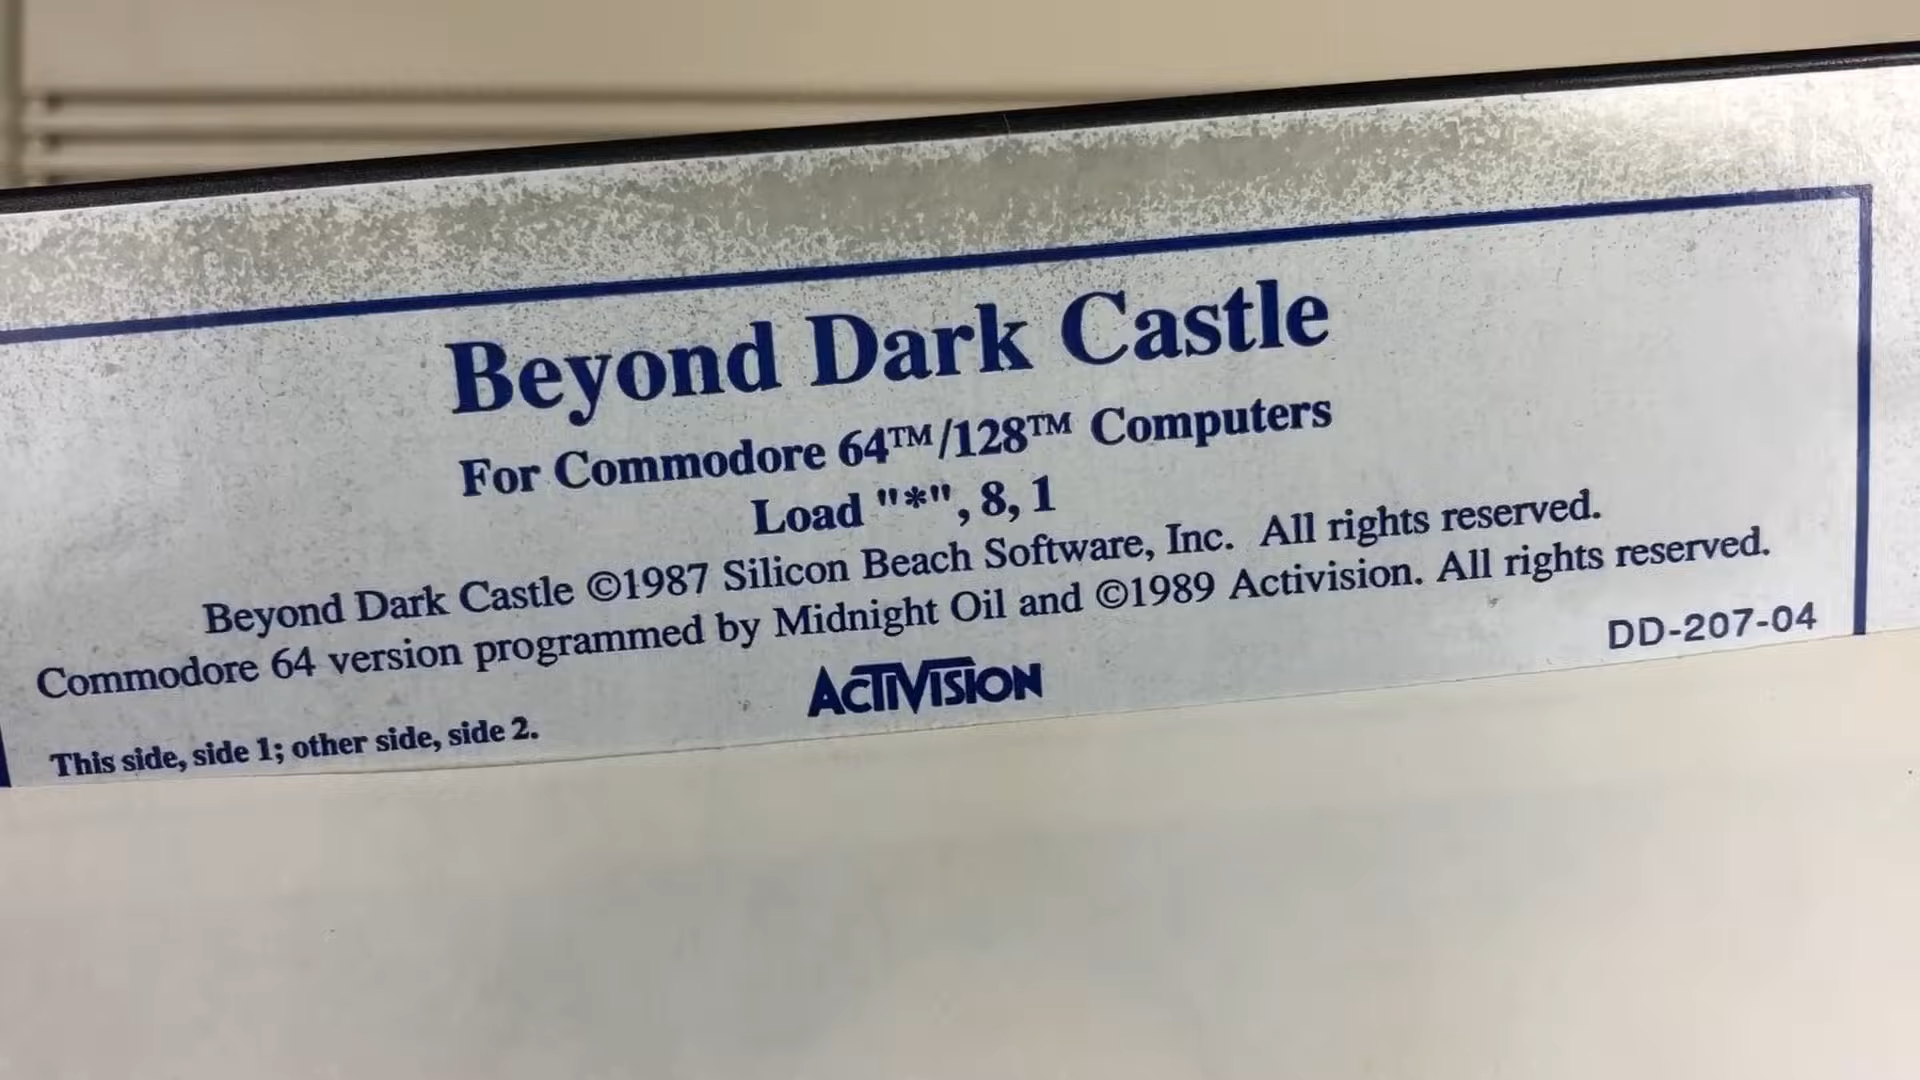 Beyond Dark Castle
For Commodore 64™/128™ Computers
Load "*", 8, 1
Beyond Dark Castle ©1987 Silicon Beach Software, Inc. All rights reserved.
Commodore 64 version programmed by Midnight Oil and ©1989 Activision. All rights reserved.
DD-207-04
ACTIVISION
This side, side 1; other side, side 2.